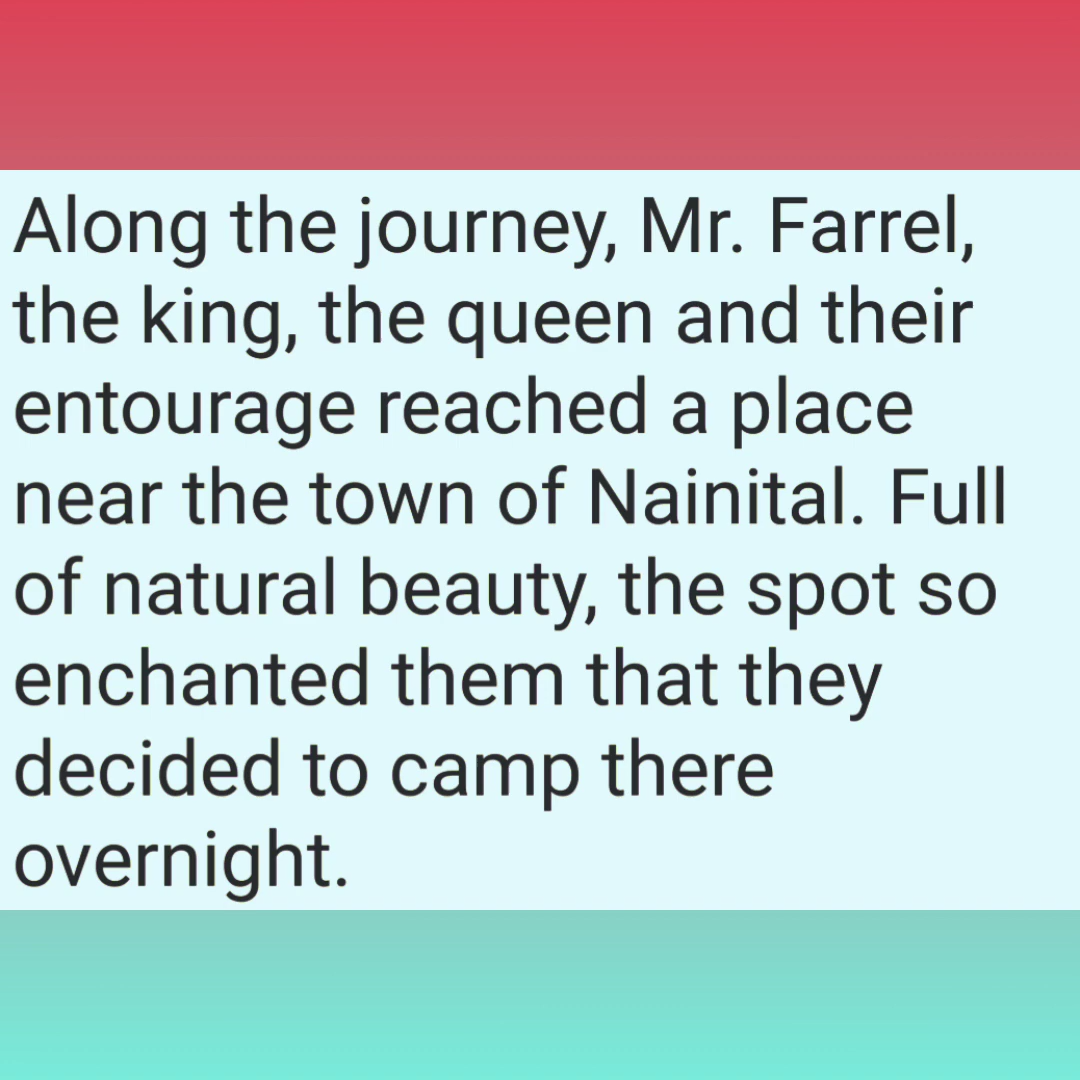 Along the journey, Mr. Farrel,
the king, the queen and their
entourage reached a place
near the town of Nainital. Full
of natural beauty, the spot so
enchanted them that they
decided to camp there
overnight.